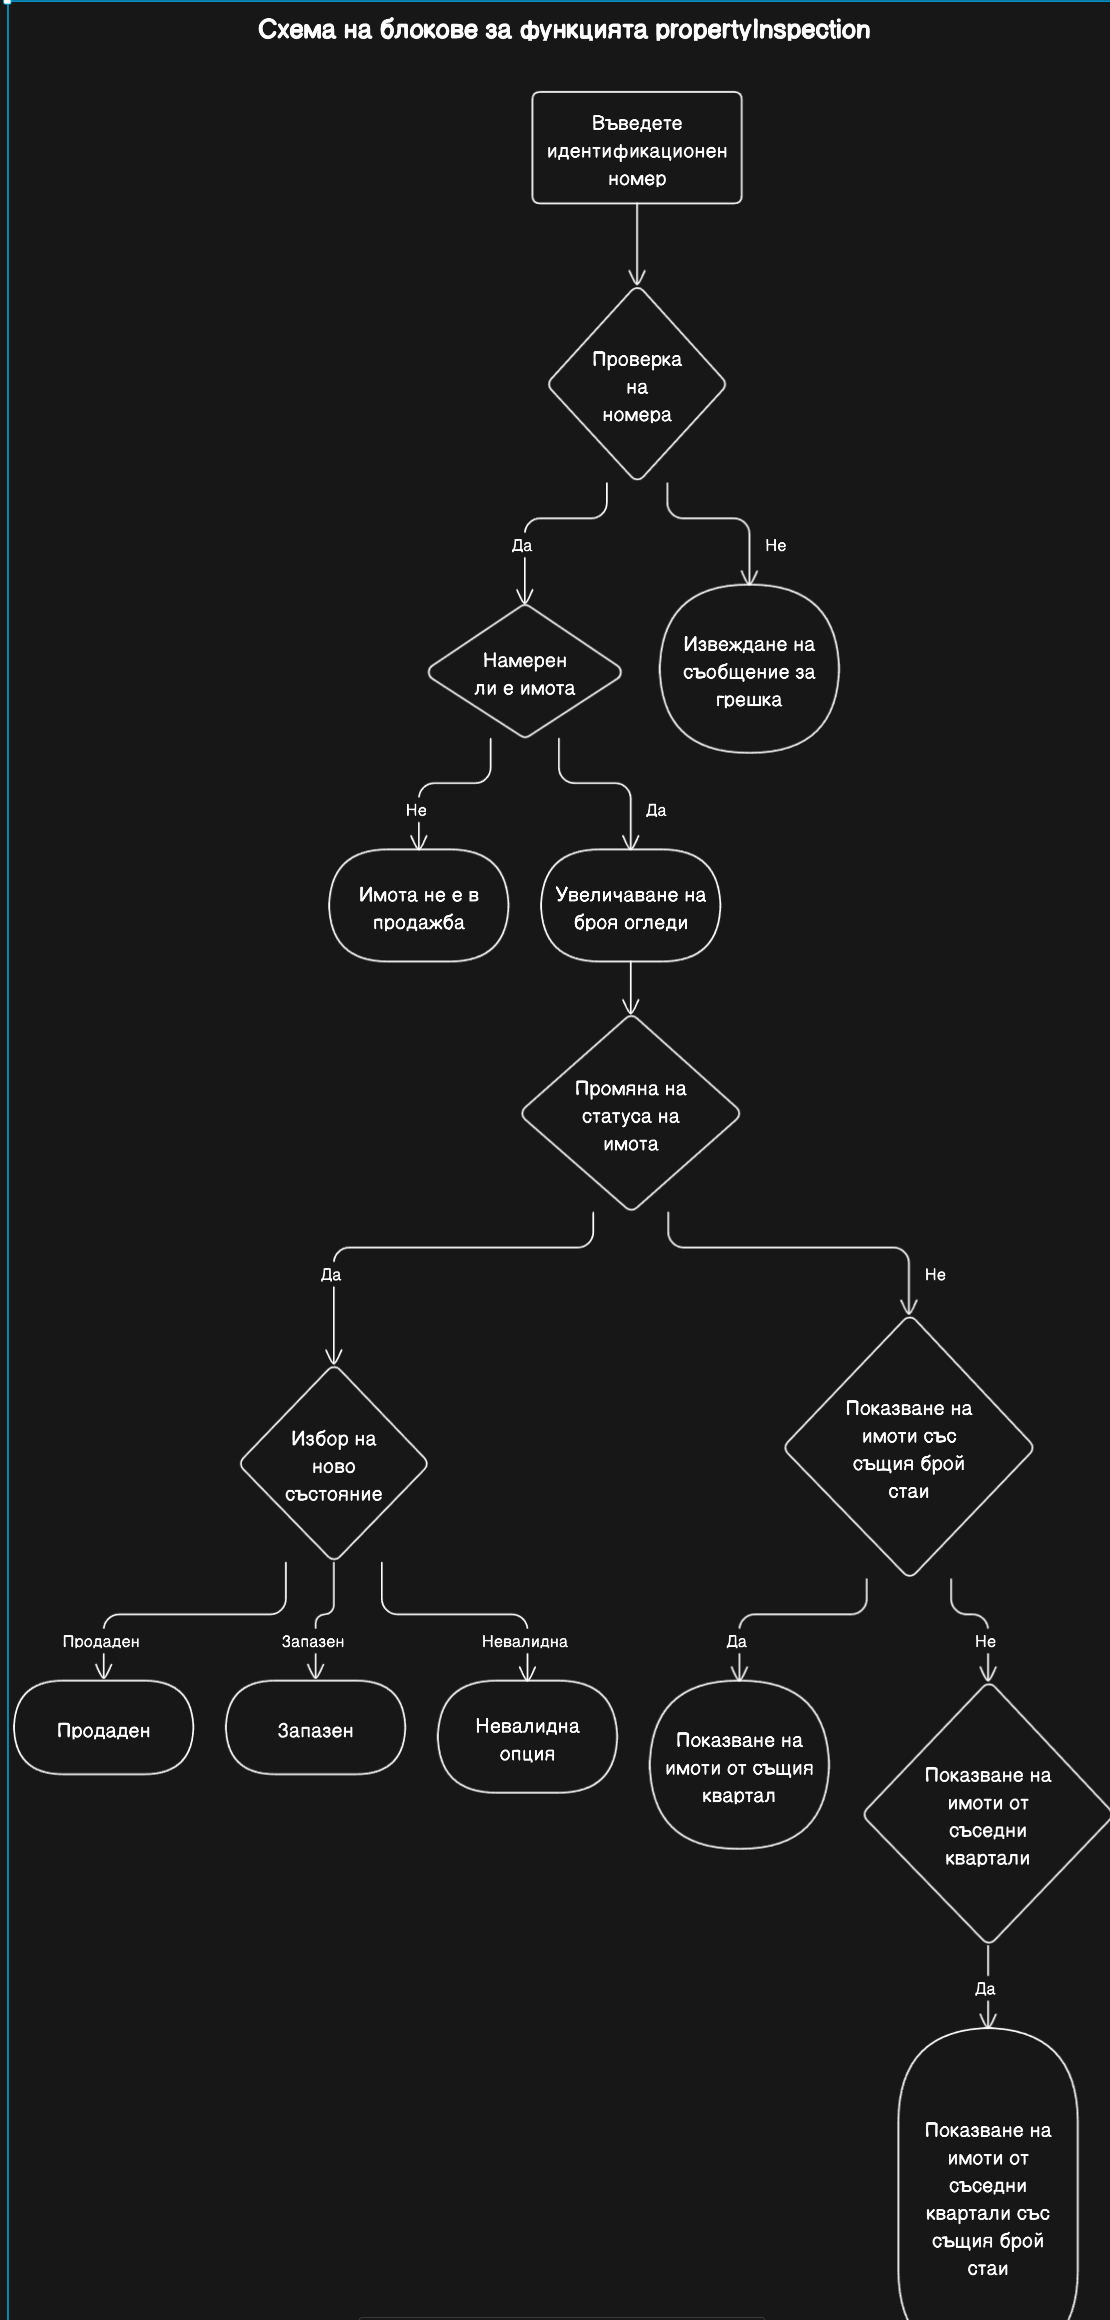 Схема на блокове за функцията propertyInspection
Въведете
идентификационен
номер
Проверка
на
номера
Да
Не
Намерен
ли е имота
Извеждане на
съобщение за
грешка
Не
Да
Имота не е в
продажба
Увеличаване на
броя огледи
Промяна на
статуса на
имота
Да
Не
Избор на
ново
състояние
Показване на
имоти със
същия брой
стаи
Продаден
Запазен
Невалидна
Да
Не
Продаден
Запазен
Невалидна
опция
Показване на
имоти от същия
квартал
Показване на
имоти от
съседни
квартали
Да
Показване на
имоти от
съседни
квартали със
същия брой
стаи